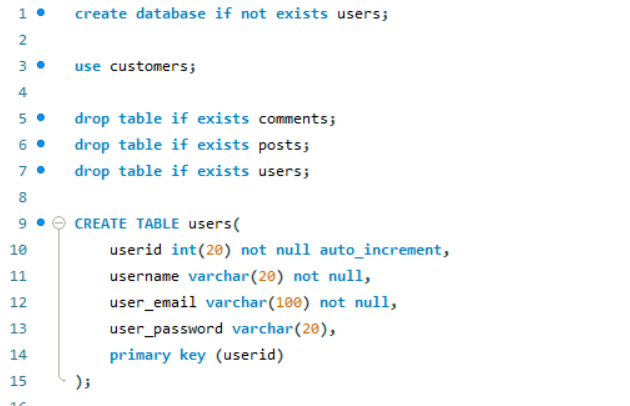 1 create database if not exists users;
2
3 use customers;
4
5 drop table if exists comments;
6 drop table if exists posts;
7 drop table if exists users;
8
9 CREATE TABLE users(
10 userid int(20) not null auto_increment,
11 username varchar(20) not null,
12 user_email varchar(100) not null,
13 user_password varchar(20),
14 primary key (userid)
15 );
16